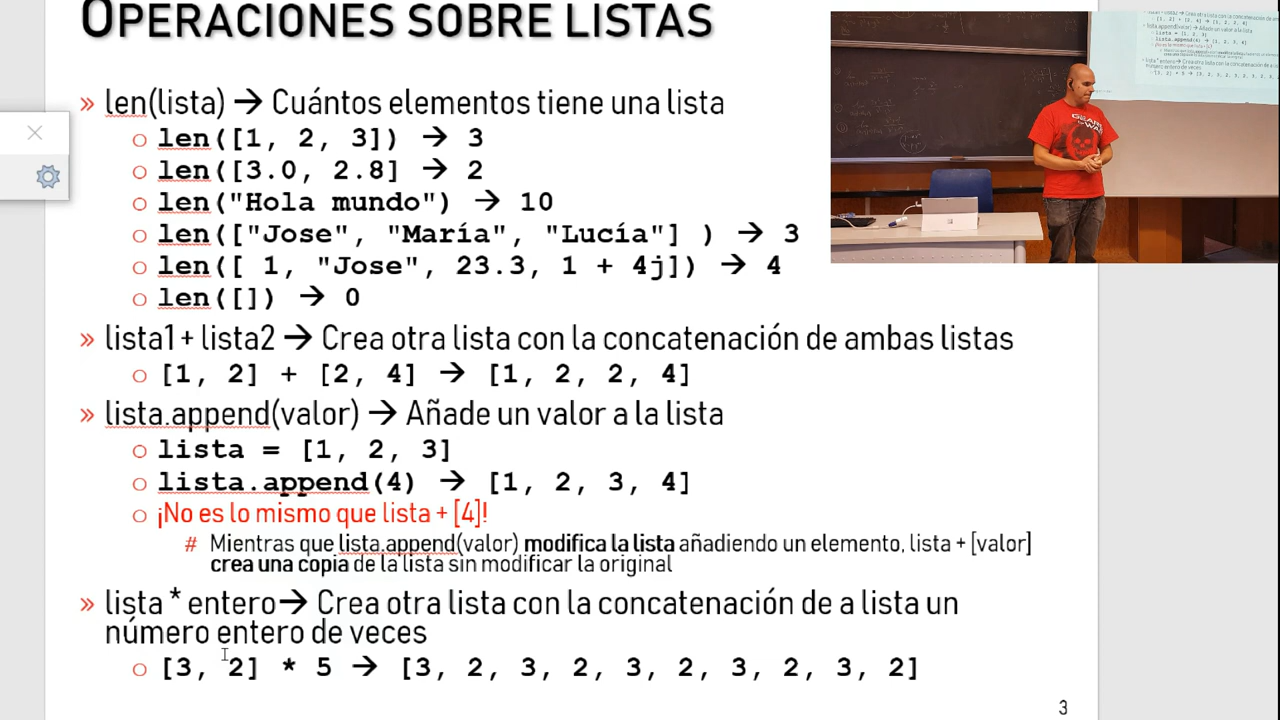 OPERACIONES SOBRE LISTAS
» len(lista) → Cuántos elementos tiene una lista
o len([1, 2, 3]) → 3
o len([3.0, 2.8] → 2
o len("Hola mundo") → 10
o len(["Jose", "María", "Lucía"] ) → 3
o len([ 1, "Jose", 23.3, 1 + 4j]) → 4
o len([]) → 0
» lista1 + lista2 → Crea otra lista con la concatenación de ambas listas
o [1, 2] + [2, 4] → [1, 2, 2, 4]
» lista.append(valor) → Añade un valor a la lista
o lista = [1, 2, 3]
o lista.append(4) → [1, 2, 3, 4]
o ¡No es lo mismo que lista + [4]!
# Mientras que lista.append(valor) modifica la lista añadiendo un elemento, lista + [valor]
crea una copia de la lista sin modificar la original
» lista * entero→ Crea otra lista con la concatenación de a lista un
número entero de veces
o [3, 2] * 5 → [3, 2, 3, 2, 3, 2, 3, 2, 3, 2]
3
GEARS
WAR